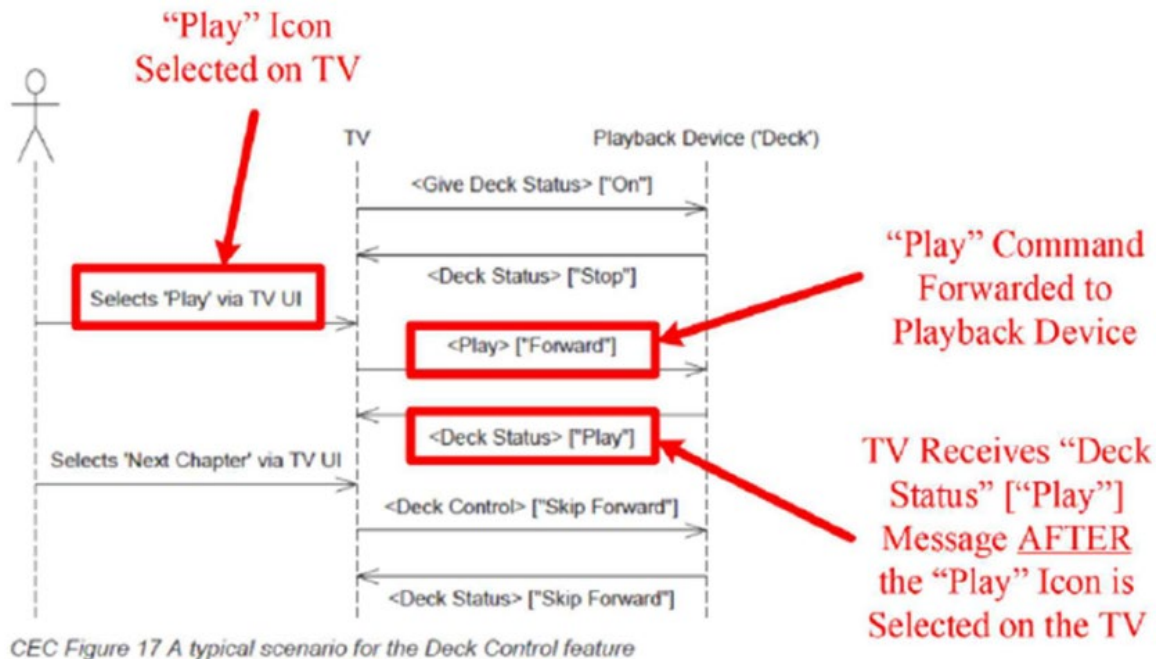 “Play” Icon
Selected on TV
TV
Playback Device ('Deck')
<Give Deck Status> ["On"]
<Deck Status> ["Stop"]
Selects 'Play' via TV UI
<Play> ["Forward"]
“Play” Command
Forwarded to
Playback Device
<Deck Status> ["Play"]
Selects 'Next Chapter' via TV UI
<Deck Control> ["Skip Forward"]
<Deck Status> ["Skip Forward"]
TV Receives “Deck
Status” [“Play”]
Message AFTER
the “Play” Icon is
Selected on the TV
CEC Figure 17 A typical scenario for the Deck Control feature